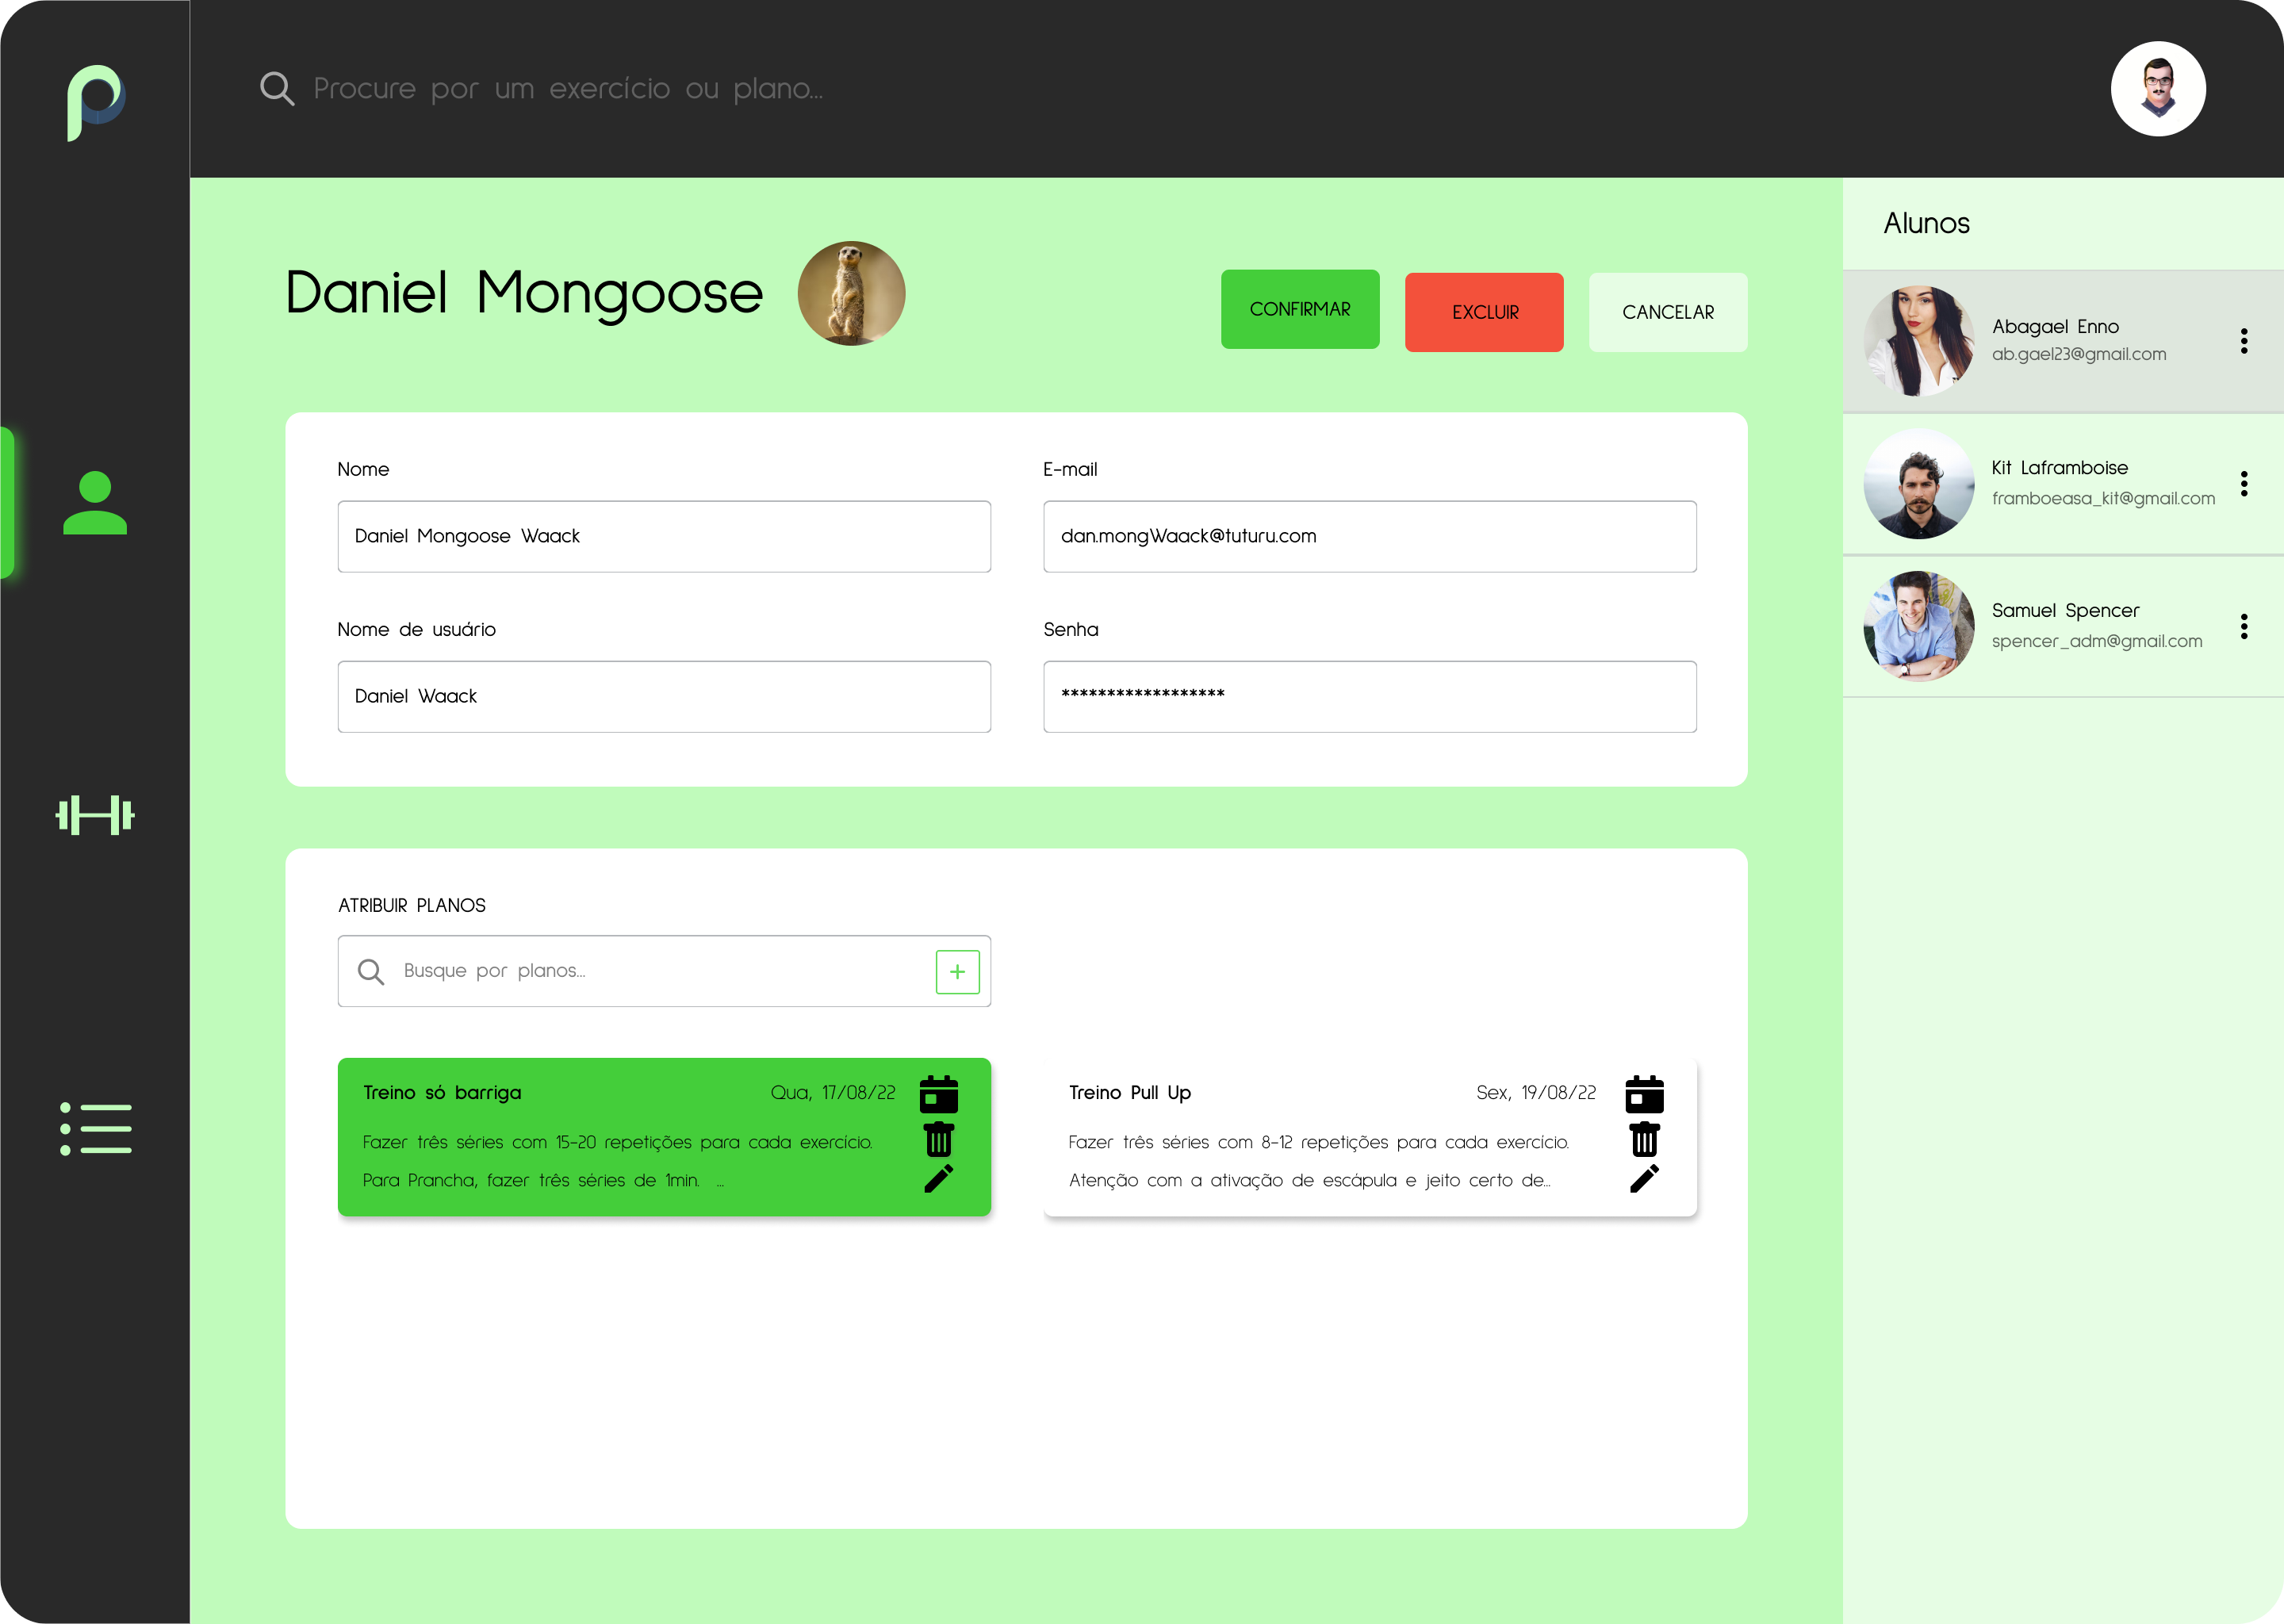 Procure por um exercício ou plano...
Daniel Mongoose
CONFIRMAR
EXCLUIR
CANCELAR
Nome
E-mail
Daniel Mongoose Waack
dan.mongWaack@tuturu.com
Nome de usuário
Senha
Daniel Waack
******************
ATRIBUIR PLANOS
Busque por planos...
+
Treino só barriga
Qua, 17/08/22
Fazer três séries com 15-20 repetições para cada exercício.
Para Prancha, fazer três séries de 1min. ...
Treino Pull Up
Sex, 19/08/22
Fazer três séries com 8-12 repetições para cada exercício.
Atenção com a ativação de escápula e jeito certo de...
Alunos
Abagael Enno
ab.gael23@gmail.com
Kit Laframboise
framboeasa_kit@gmail.com
Samuel Spencer
spencer_adm@gmail.com